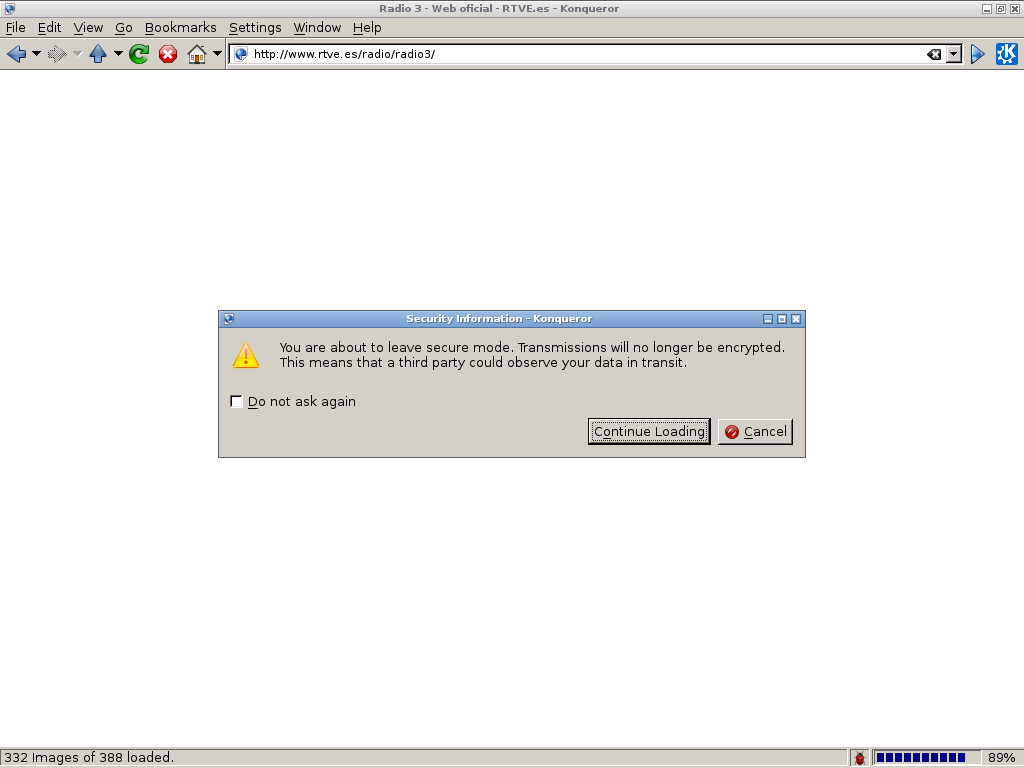 Radio 3 - Web oficial - RTVE.es - Konqueror
File Edit View Go Bookmarks Settings Window Help
http://www.rtve.es/radio/radio3/
Security Information - Konqueror
You are about to leave secure mode. Transmissions will no longer be encrypted.
This means that a third party could observe your data in transit.
Do not ask again
Continue Loading Cancel
332 Images of 388 loaded. 89%